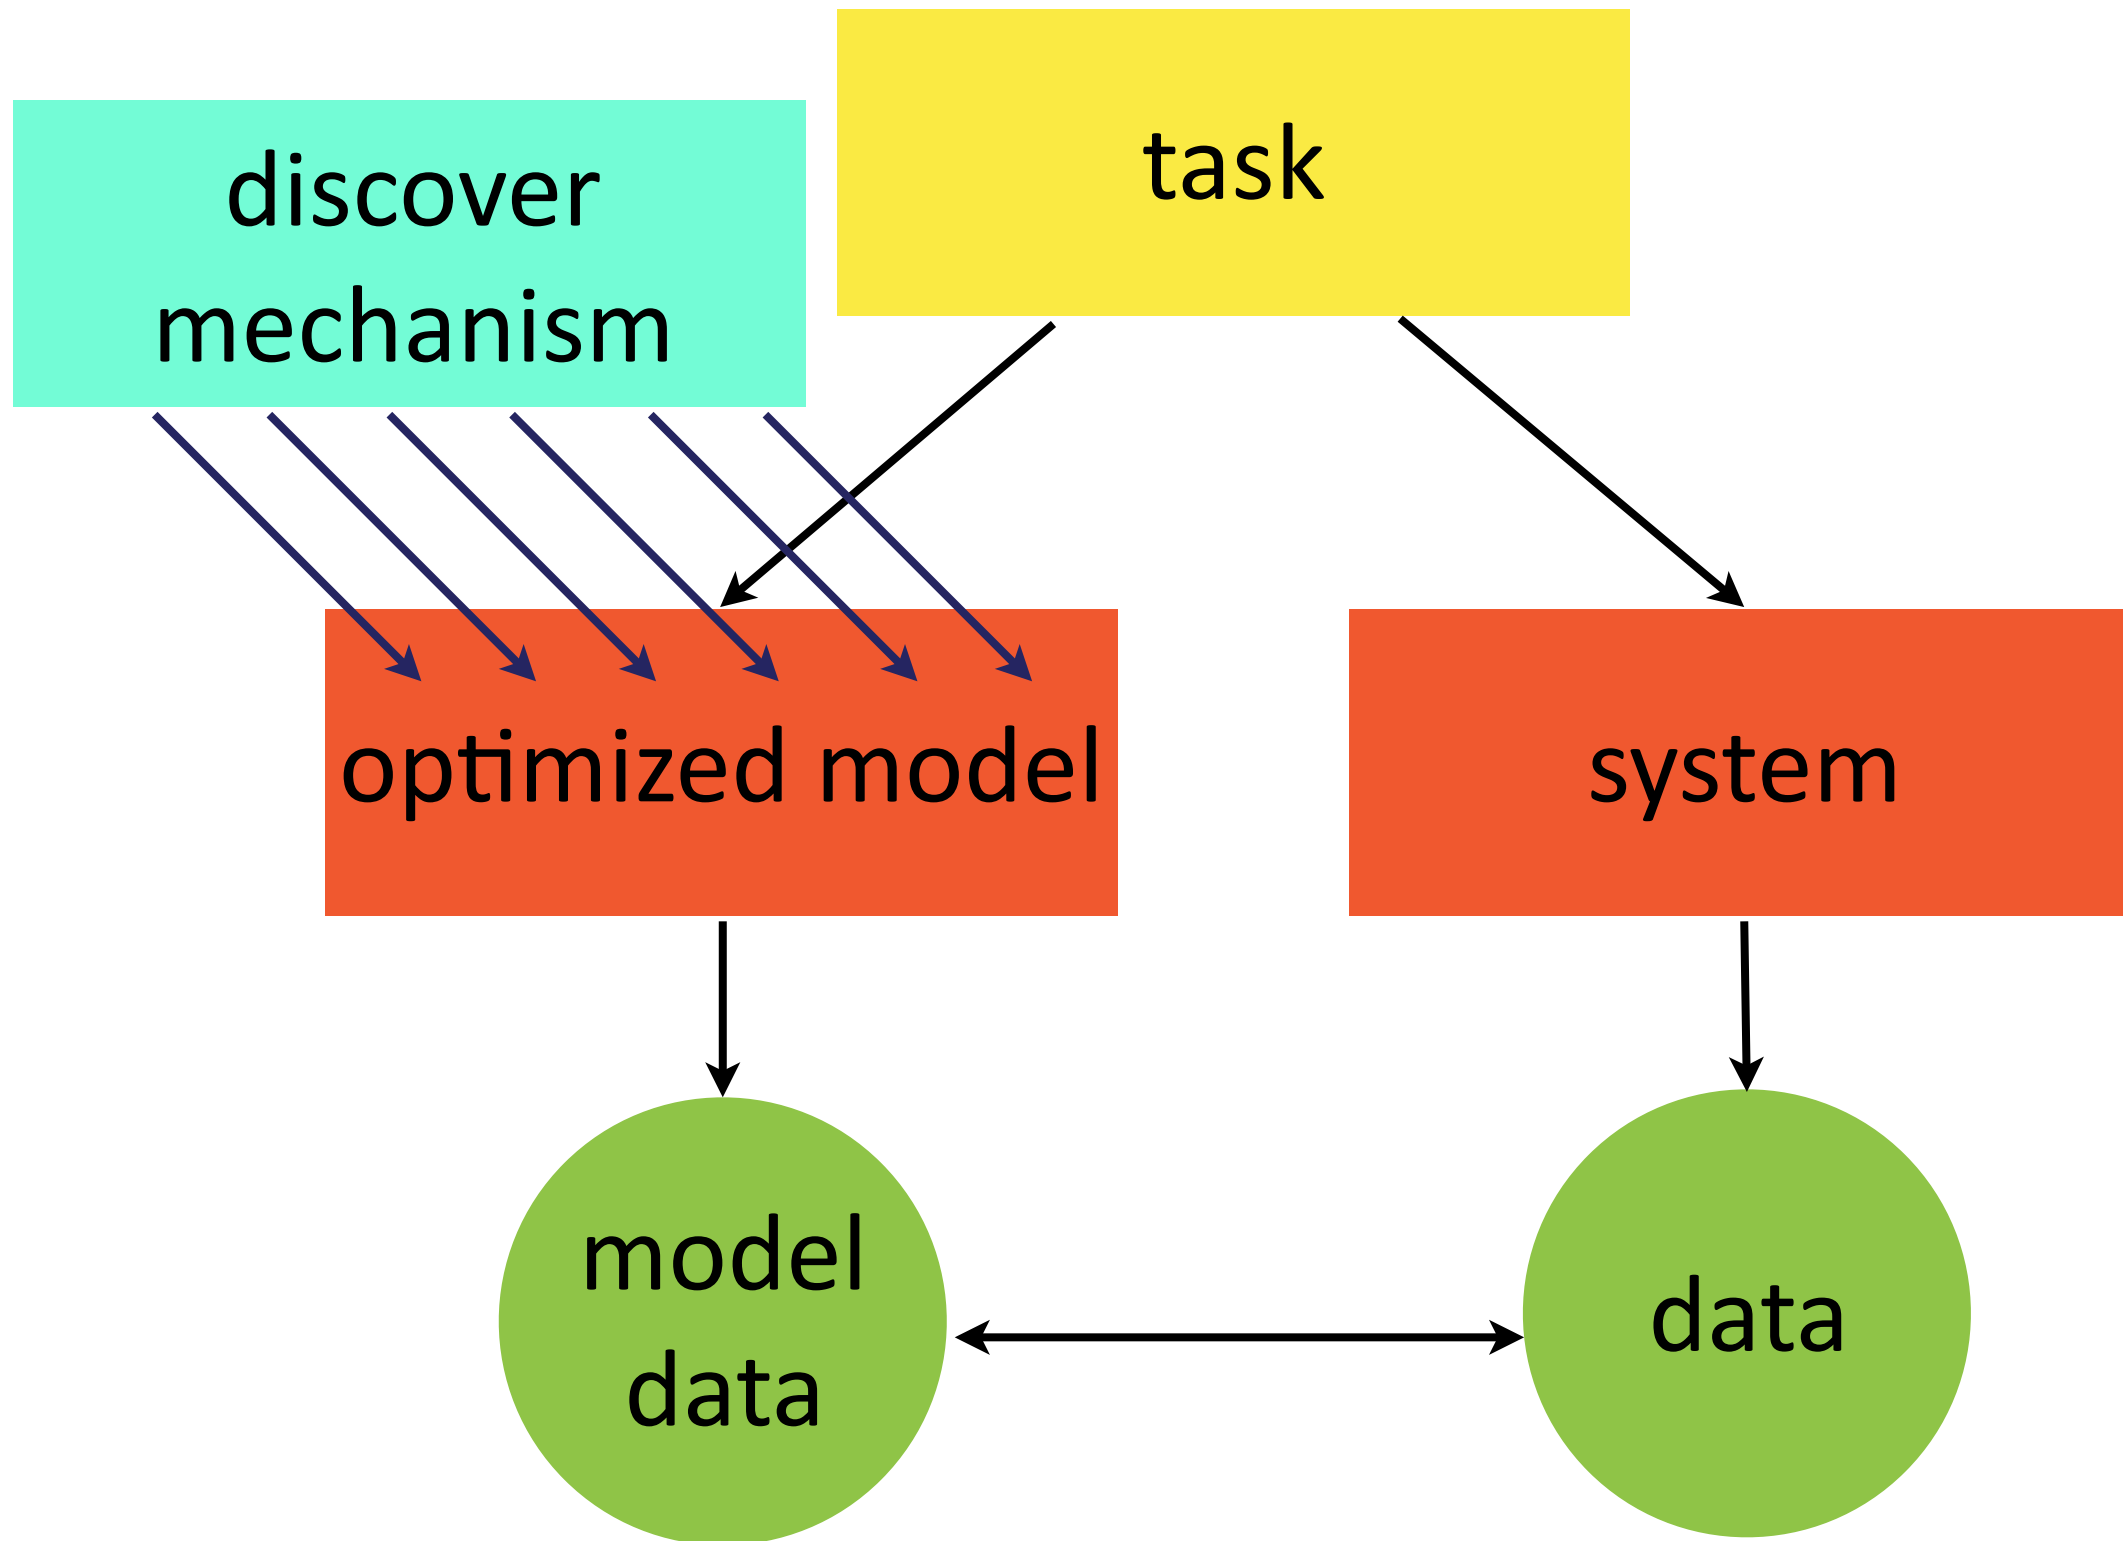 task
discover
mechanism
optimized model
system
model
data
data